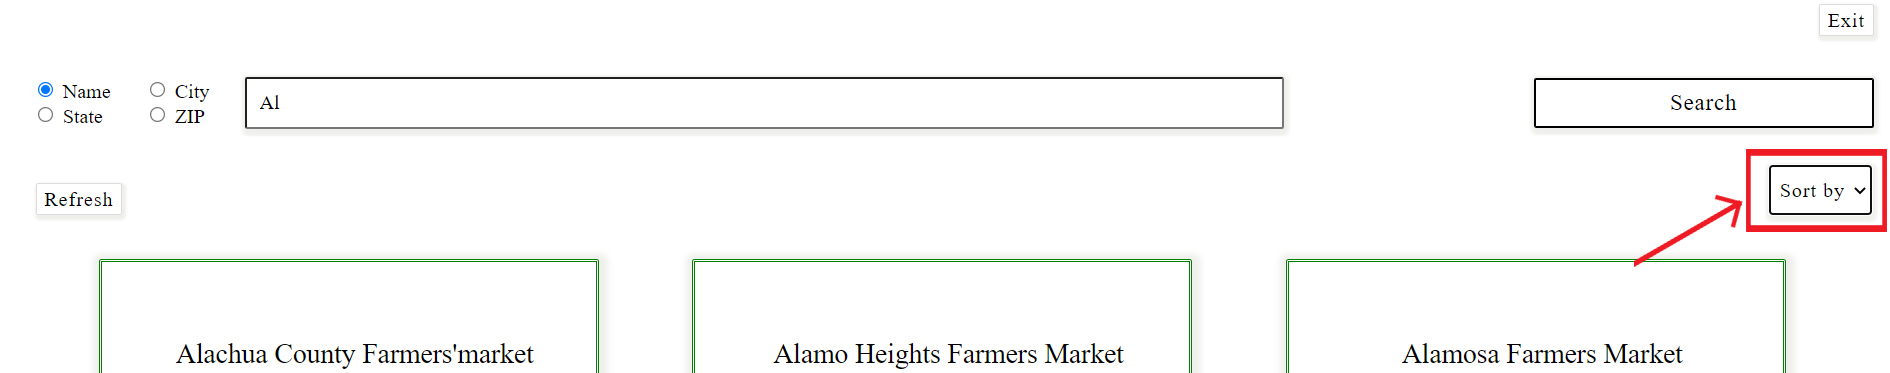 Exit
Name City
Al
Search
State ZIP
Refresh
Sort by
Alachua County Farmers'market
Alamo Heights Farmers Market
Alamosa Farmers Market